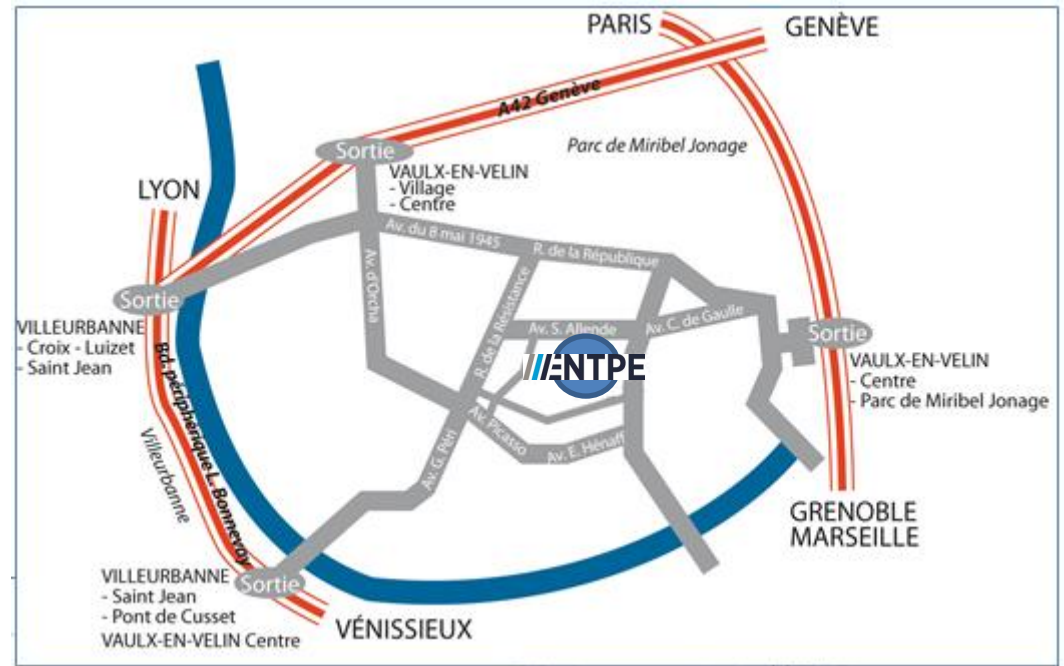 PARIS
GENÈVE
A42 Genève
Parc de Miribel Jonage
Sortie
VAULX-EN-VELIN
- Village
- Centre
LYON
Av. du 8 mai 1945
R. de la République
Av. d'Orcha
R. de la Résistance
Sortie
Av. S. Allende
Av. C. de Gaulle
Sortie
VILLEURBANNE
- Croix - Luizet
- Saint Jean
Bd. périphérique L. Bonnevay
Villeurbanne
ENTPE
R. de la Résistance
VAULX-EN-VELIN
- Centre
- Parc de Miribel Jonage
Av. Picasso
Av. E. Hénaff
Av. G. Péri
GRENOBLE
MARSEILLE
VILLEURBANNE
- Saint Jean
- Pont de Cusset
VAULX-EN-VELIN Centre
Sortie
VÉNISSIEUX